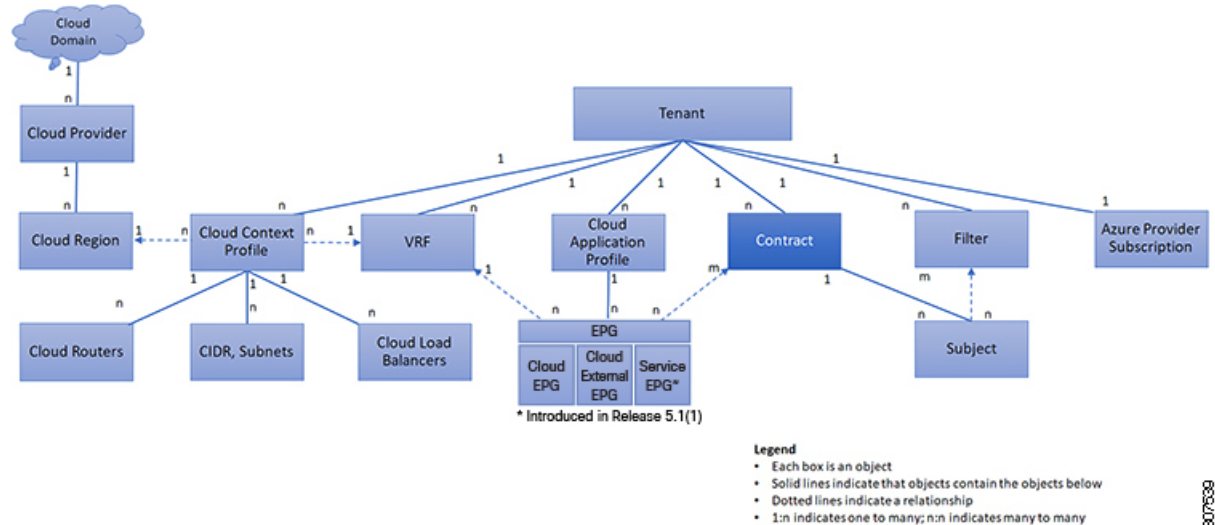 Cloud
Domain
1
n
Cloud Provider
1
n
Cloud Region
1
n
Cloud Context
Profile
n
1
VRF
Tenant
1
n
1
n
1
n
Cloud
Application
Profile
1
n
Contract
1
n
Filter
1
1
Azure Provider
Subscription
1
n
Cloud Routers
1
n
CIDR, Subnets
1
n
Cloud Load
Balancers
1
n
1
n
m
n
EPG
Cloud
EPG
Cloud
External
EPG
Service
EPG*
* Introduced in Release 5.1(1)
1
n
m
n
Subject
Legend
• Each box is an object
• Solid lines indicate that objects contain the objects below
• Dotted lines indicate a relationship
• 1:n indicates one to many; n:n indicates many to many
307539